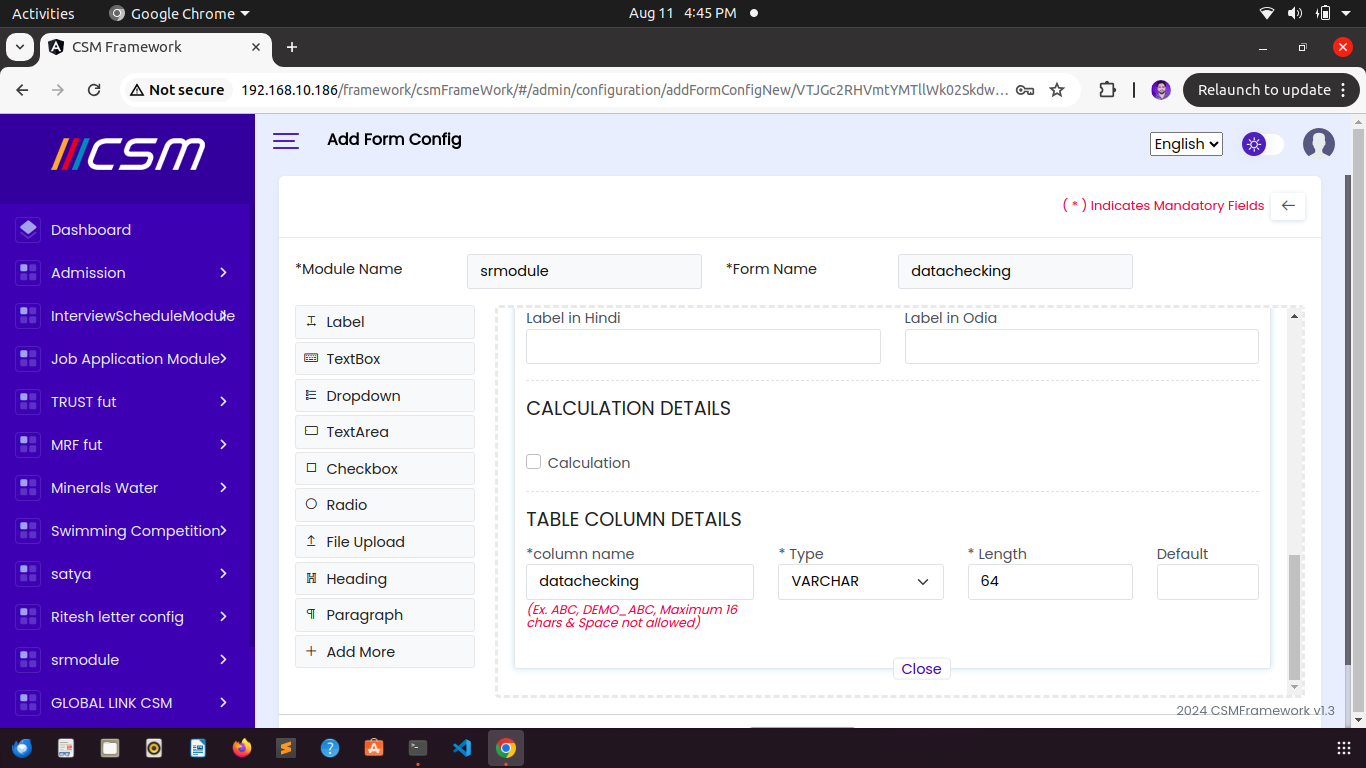 Activities
Google Chrome
Aug 11 4:45 PM
CSM Framework
Not secure
192.168.10.186/framework/csmFrameWork/#/admin/configuration/addFormConfigNew/VTJGc2RHVmtYMTllWk02Skdw...
Relaunch to update
CSM
Add Form Config
English
( * ) Indicates Mandatory Fields
Dashboard
Admission
InterviewScheduleModule
Job Application Module
TRUST fut
MRF fut
Minerals Water
Swimming Competition
satya
Ritesh letter config
srmodule
GLOBAL LINK CSM
*Module Name
srmodule
*Form Name
datachecking
Label
TextBox
Dropdown
TextArea
Checkbox
Radio
File Upload
Heading
Paragraph
Add More
Label in Hindi
Label in Odia
CALCULATION DETAILS
Calculation
TABLE COLUMN DETAILS
*column name
* Type
* Length
Default
datachecking
VARCHAR
64
(Ex. ABC, DEMO_ABC, Maximum 16
chars & Space not allowed)
Close
2024 CSMFramework v1.3